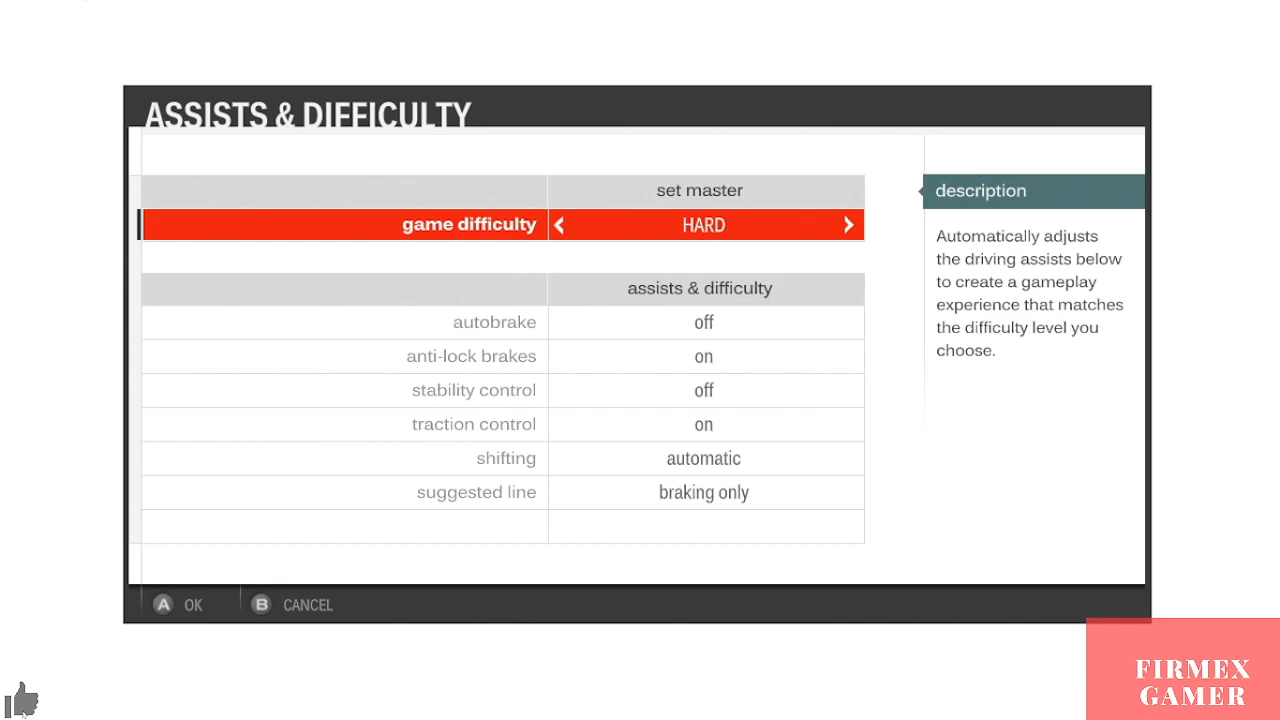 ASSISTS & DIFFICULTY
set master
game difficulty HARD
assists & difficulty
autobrake off
anti-lock brakes on
stability control off
traction control on
shifting automatic
suggested line braking only
description
Automatically adjusts
the driving assists below
to create a gameplay
experience that matches
the difficulty level you
choose.
A OK B CANCEL
FIRMEX
GAMER